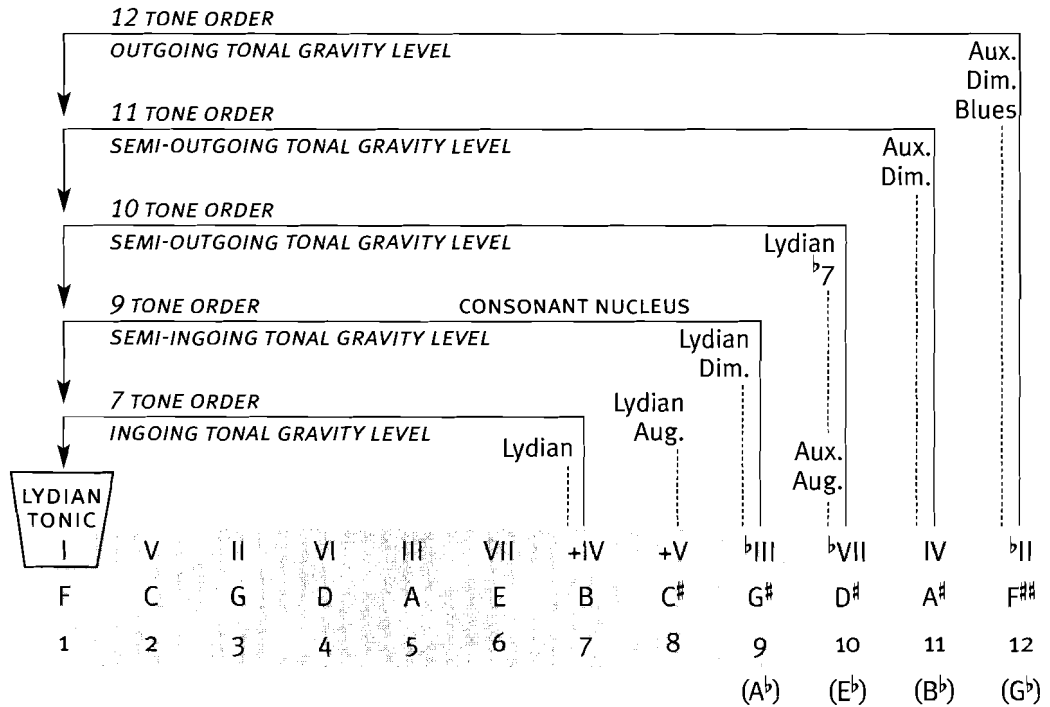 12 TONE ORDER
OUTGOING TONAL GRAVITY LEVEL
Aux.
Dim.
Blues
11 TONE ORDER
SEMI-OUTGOING TONAL GRAVITY LEVEL
Aux.
Dim.
10 TONE ORDER
SEMI-OUTGOING TONAL GRAVITY LEVEL
Lydian
♭7
9 TONE ORDER CONSONANT NUCLEUS
SEMI-INGOING TONAL GRAVITY LEVEL
Lydian
Dim.
7 TONE ORDER
INGOING TONAL GRAVITY LEVEL
Lydian
Lydian
Aug.
Aux.
Aug.
LYDIAN
TONIC
I V II VI III VII +IV +V ♭III ♭VII IV ♭II
F C G D A E B C♯ G♯ D♯ A♯ F♯♯
1 2 3 4 5 6 7 8 9 10 11 12
(A♭) (E♭) (B♭) (G♭)